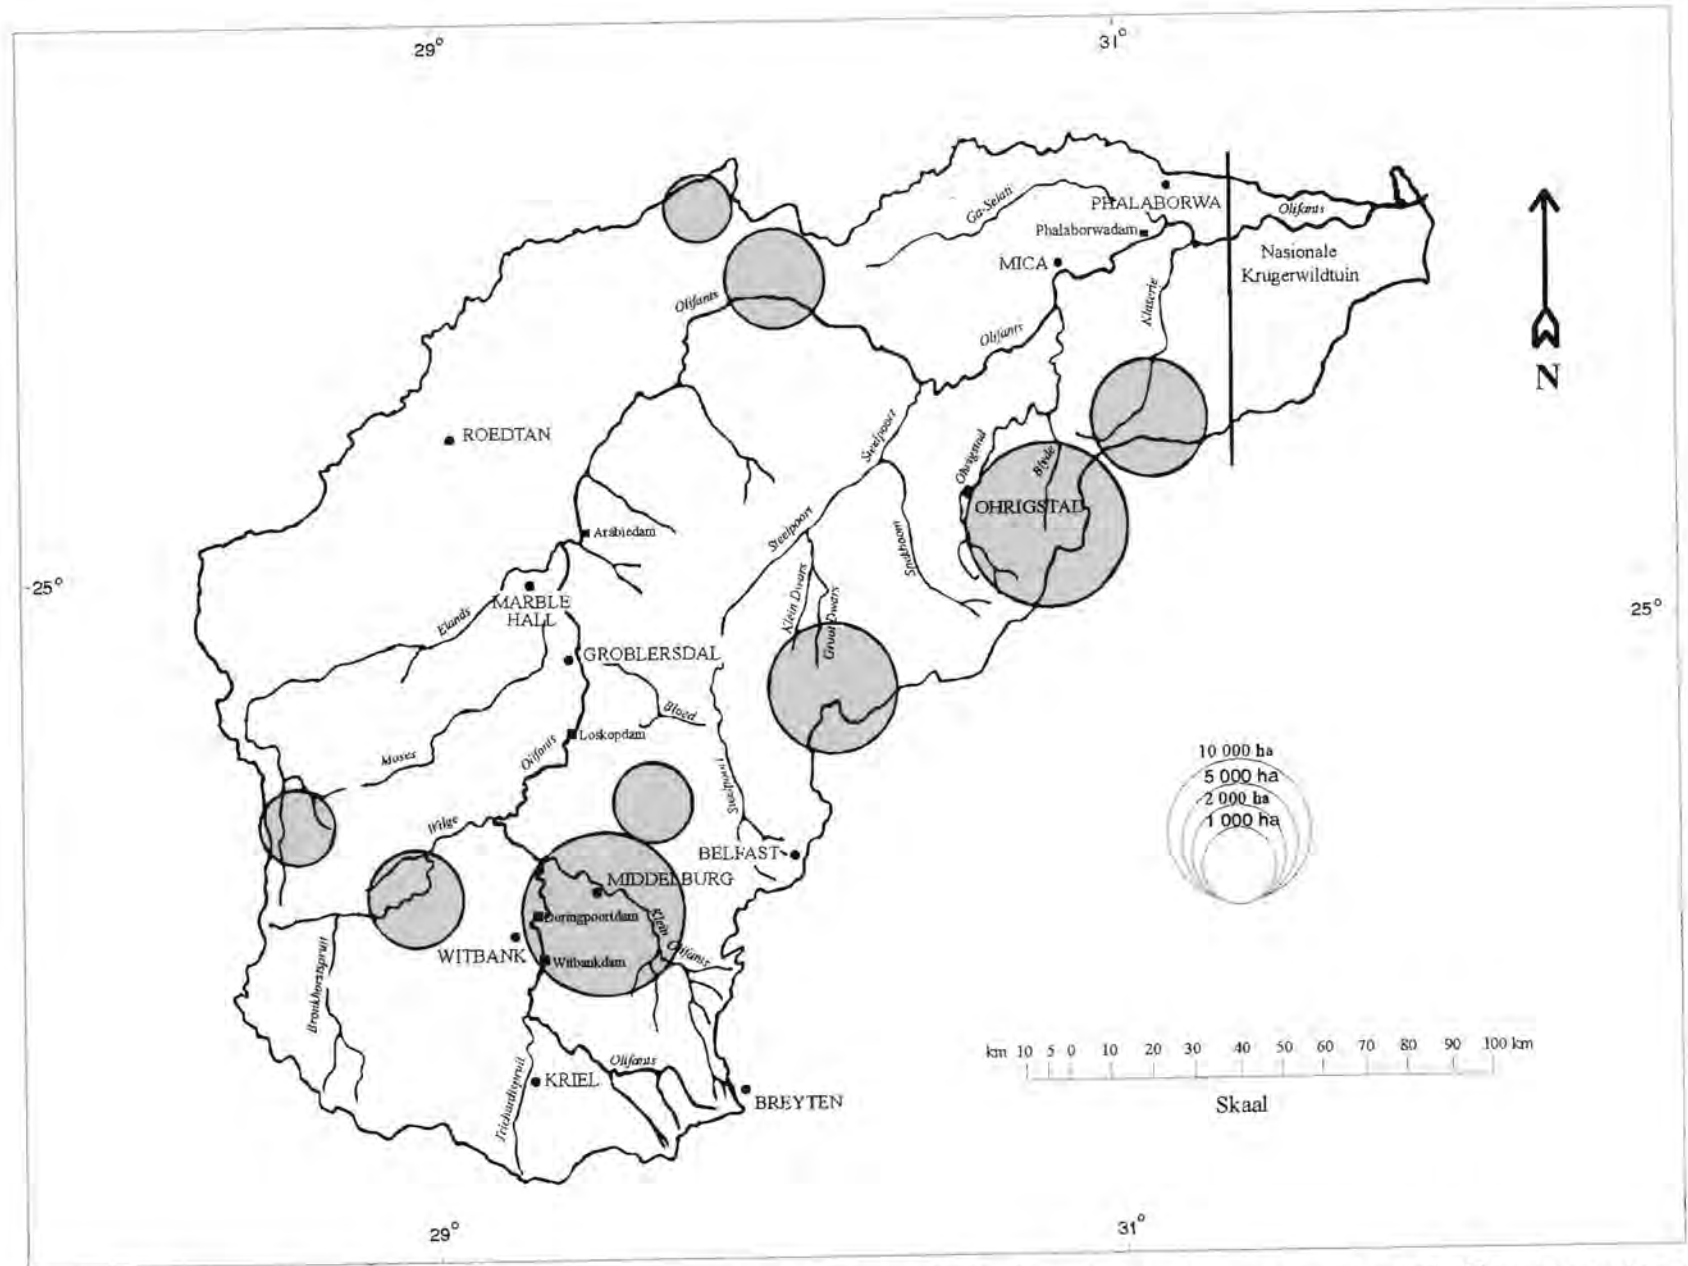 29°
31°
Ga-Selati
PHALABORWA
Olifants
Phalaborwadam
MICA
Nasionale
Krugerwildtuin
Klaserie
Olifants
Olifants
N
ROEDTAN
Steelpoort
Ohrigstad
Blyde
OHRIGSTAD
Arabiedam
Steelpoort
Spekboom
25°
25°
MARBLE
HALL
Elands
Klein Dwars
Groot Dwars
GROBLERSDAL
Bloed
Loskopdam
Olifants
Moses
Steelpoort
10 000 ha
5 000 ha
2 000 ha
1 000 ha
Wilge
BELFAST
MIDDELBURG
Doringpoortdam
Klein Olifants
WITBANK
Witbankdam
Bronkhorstspruit
km 10 5 0 10 20 30 40 50 60 70 80 90 100 km
Skaal
Olifants
KRIEL
Trichardtspruit
BREYTEN
29°
31°